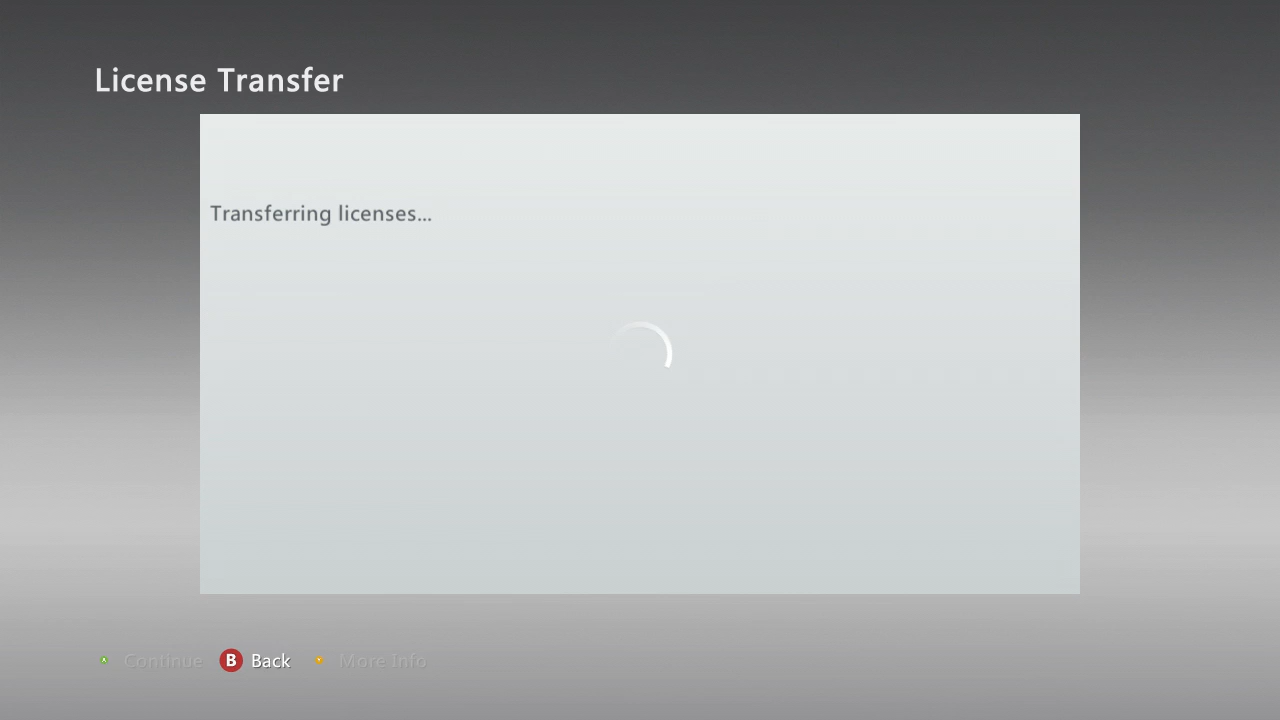 License Transfer
Transferring licenses...
A Continue B Back Y More Info